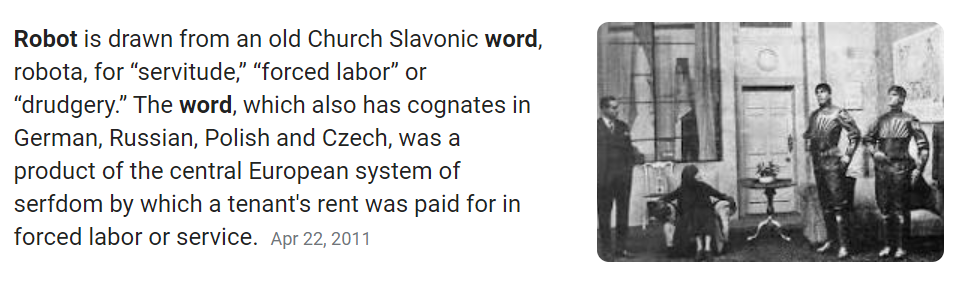 Robot is drawn from an old Church Slavonic word,
robota, for “servitude,” “forced labor” or
“drudgery.” The word, which also has cognates in
German, Russian, Polish and Czech, was a
product of the central European system of
serfdom by which a tenant's rent was paid for in
forced labor or service. Apr 22, 2011